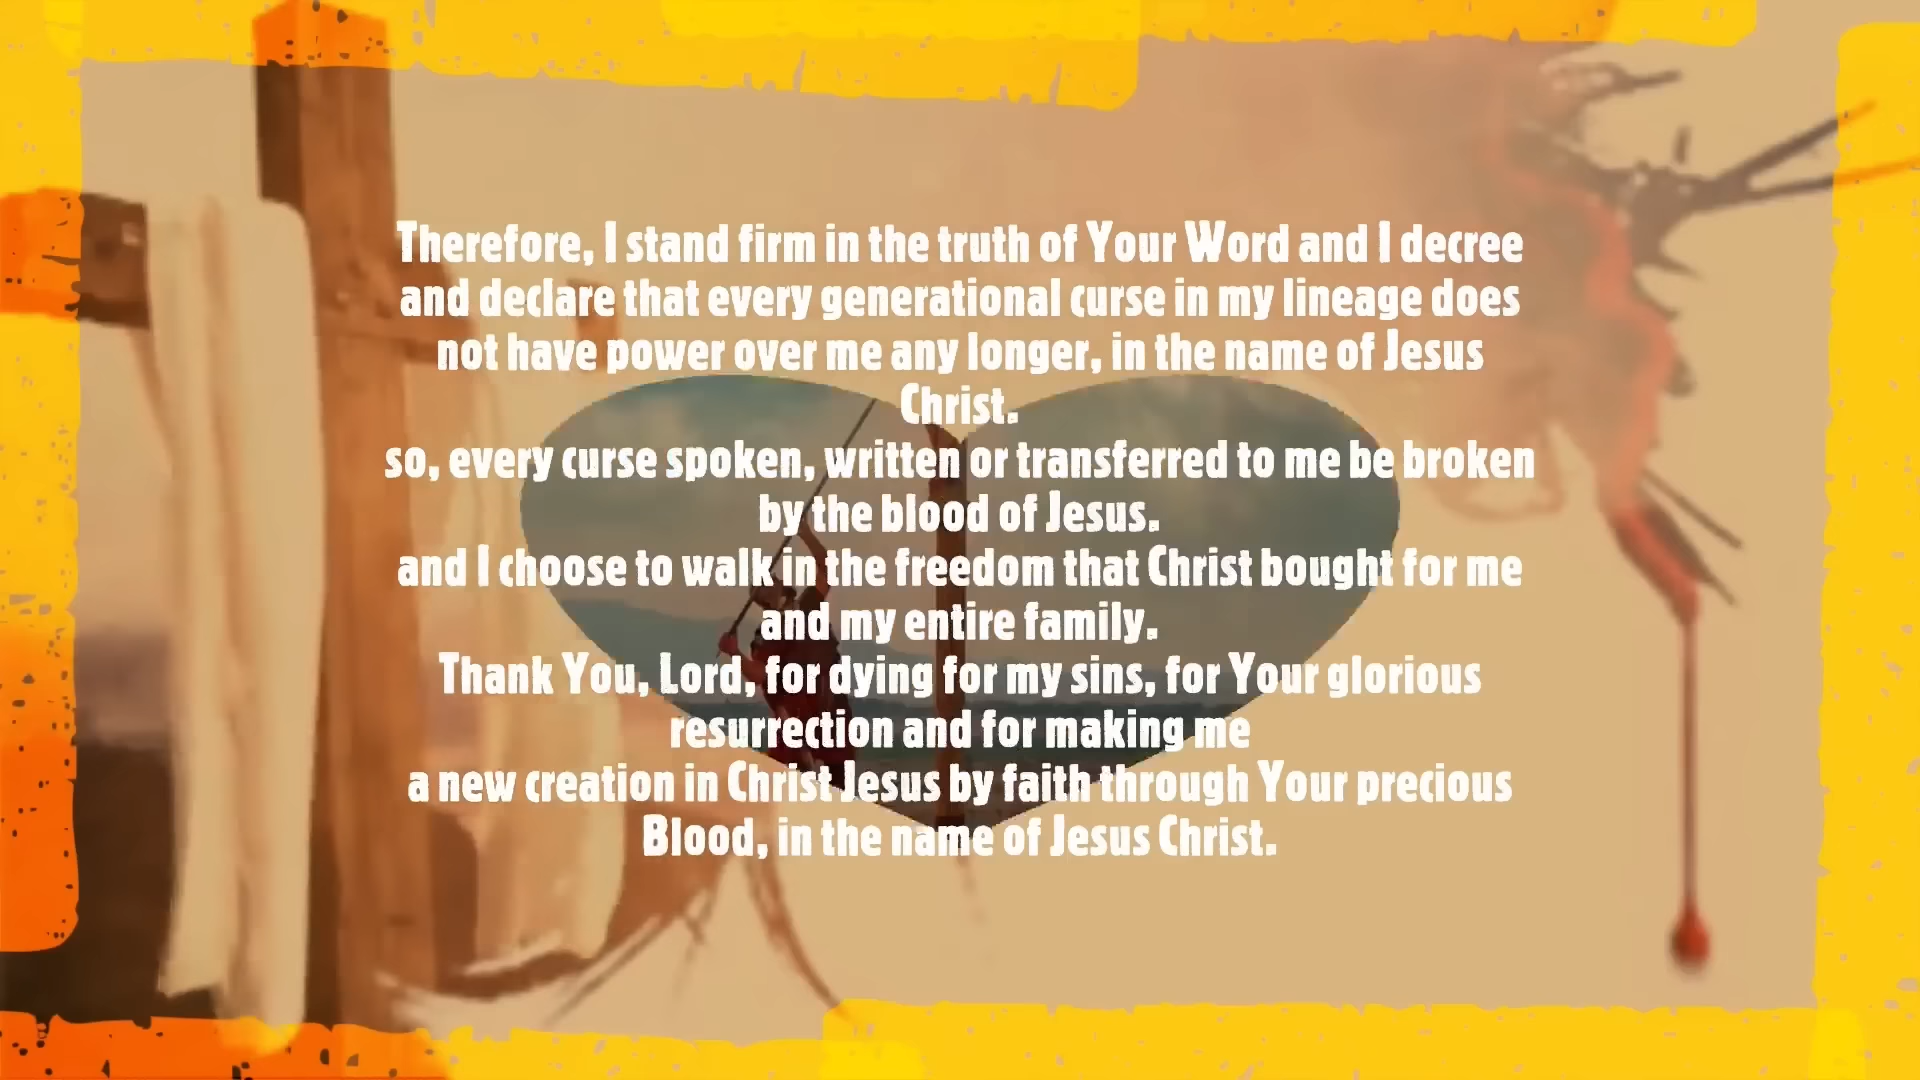 Therefore, I stand firm in the truth of Your Word and I decree
and declare that every generational curse in my lineage does
not have power over me any longer, in the name of Jesus
Christ.
so, every curse spoken, written or transferred to me be broken
by the blood of Jesus.
and I choose to walk in the freedom that Christ bought for me
and my entire family.
Thank You, Lord, for dying for my sins, for Your glorious
resurrection and for making me
a new creation in Christ Jesus by faith through Your precious
Blood, in the name of Jesus Christ.